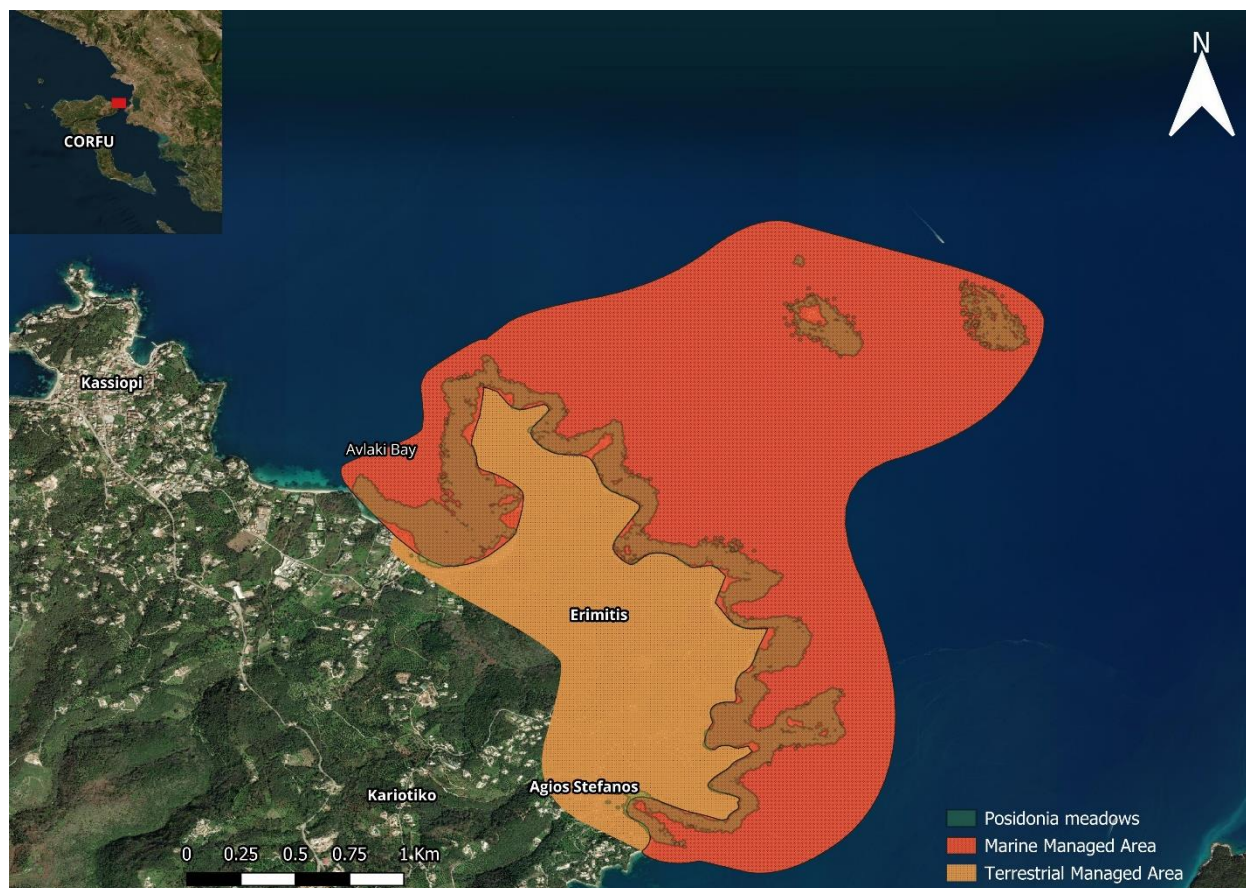 CORFU
N
Kassiopi
Avlaki Bay
Erimitis
Agios Stefanos
Kariotiko
0 0.25 0.5 0.75 1 Km
Posidonia meadows
Marine Managed Area
Terrestrial Managed Area